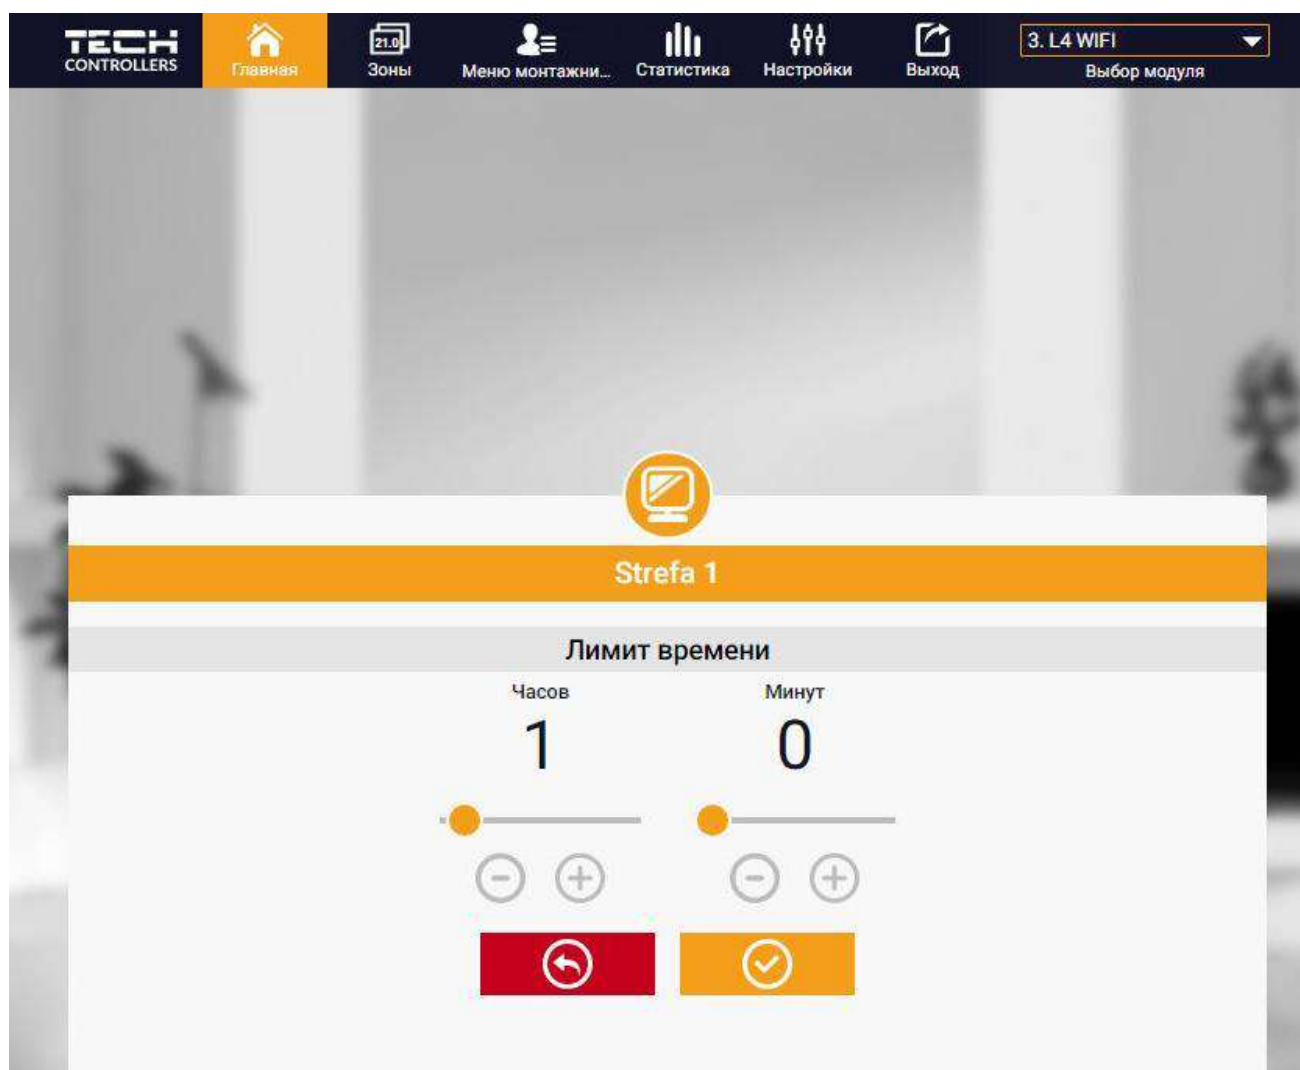 TECH
CONTROLLERS
Главная
21.0
Зоны
Меню монтажни...
Статистика
Настройки
Выход
3. L4 WIFI
Выбор модуля
Strefa 1
Лимит времени
Часов
Минут
1
0